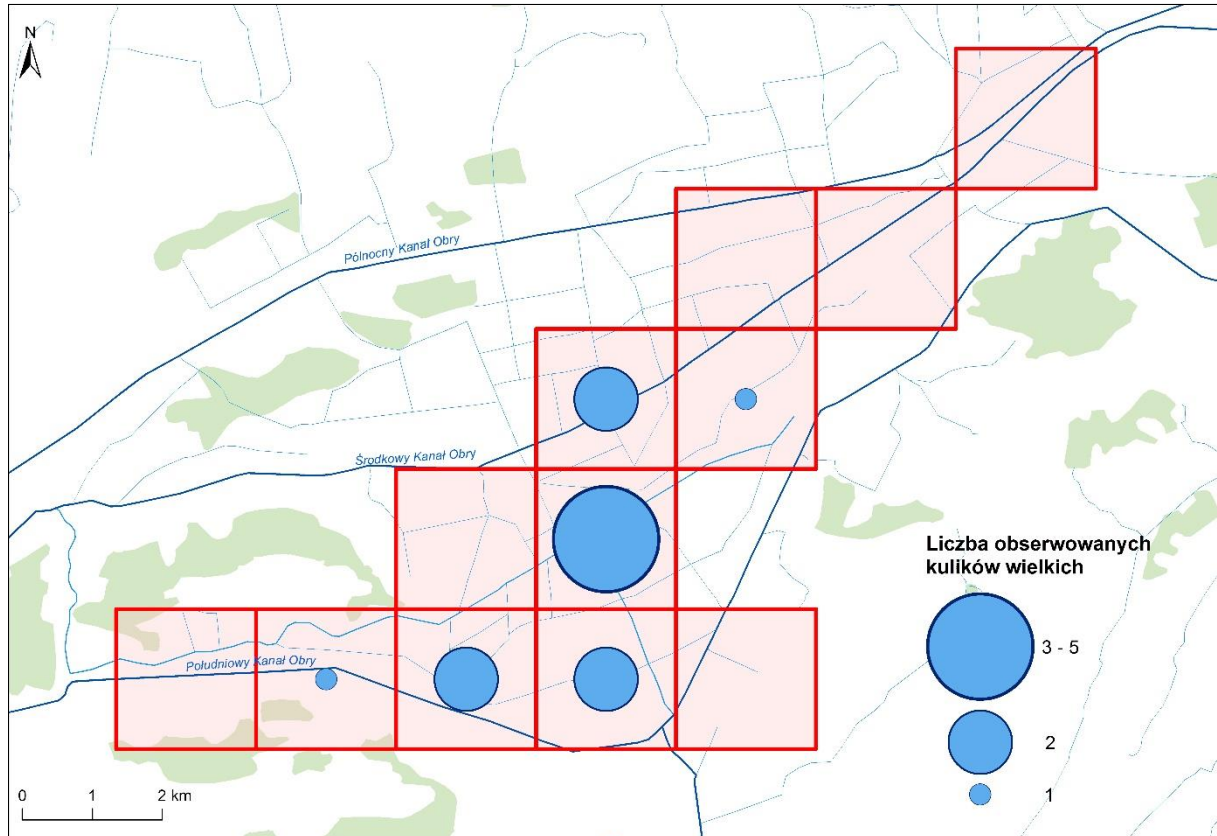 N
Północny Kanał Obry
Środkowy Kanał Obry
Południowy Kanał Obry
Liczba obserwowanych
kulików wielkich
3 - 5
2
1
0 1 2 km